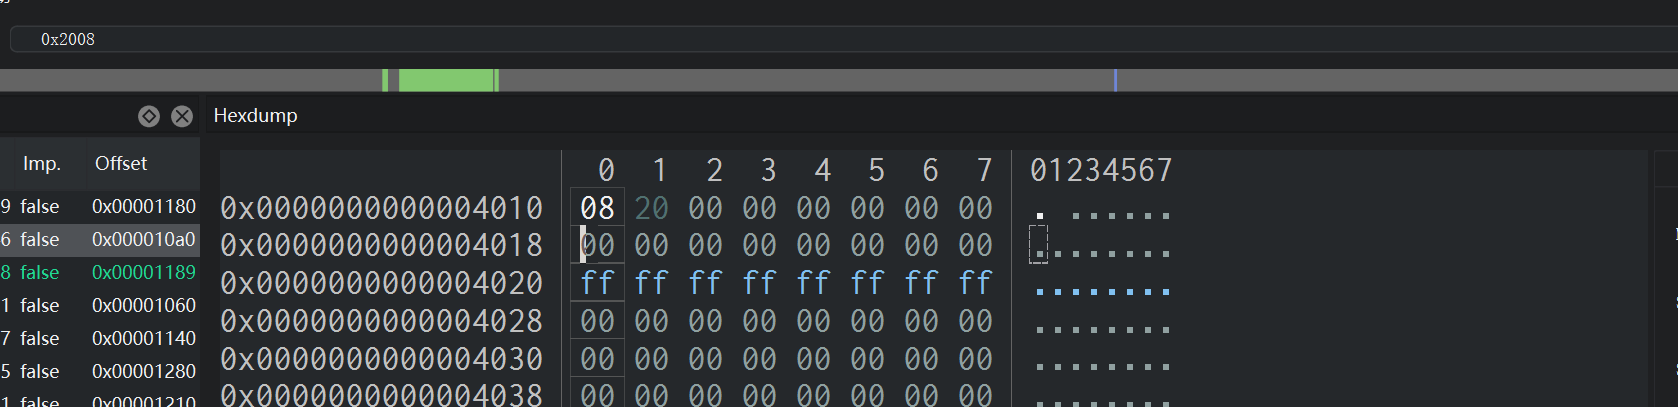 0x2008
Hexdump
Imp. Offset
0 1 2 3 4 5 6 7 01234567
9 false 0x00001180
0x0000000000004010 08 20 00 00 00 00 00 00 . ......
6 false 0x000010a0
0x0000000000004018 00 00 00 00 00 00 00 00 ........
8 false 0x00001189
0x0000000000004020 ff ff ff ff ff ff ff ff ........
1 false 0x00001060
0x0000000000004028 00 00 00 00 00 00 00 00 ........
7 false 0x00001140
0x0000000000004030 00 00 00 00 00 00 00 00 ........
5 false 0x00001280
0x0000000000004038 00 00 00 00 00 00 00 00 ........
1 false 0x00001210